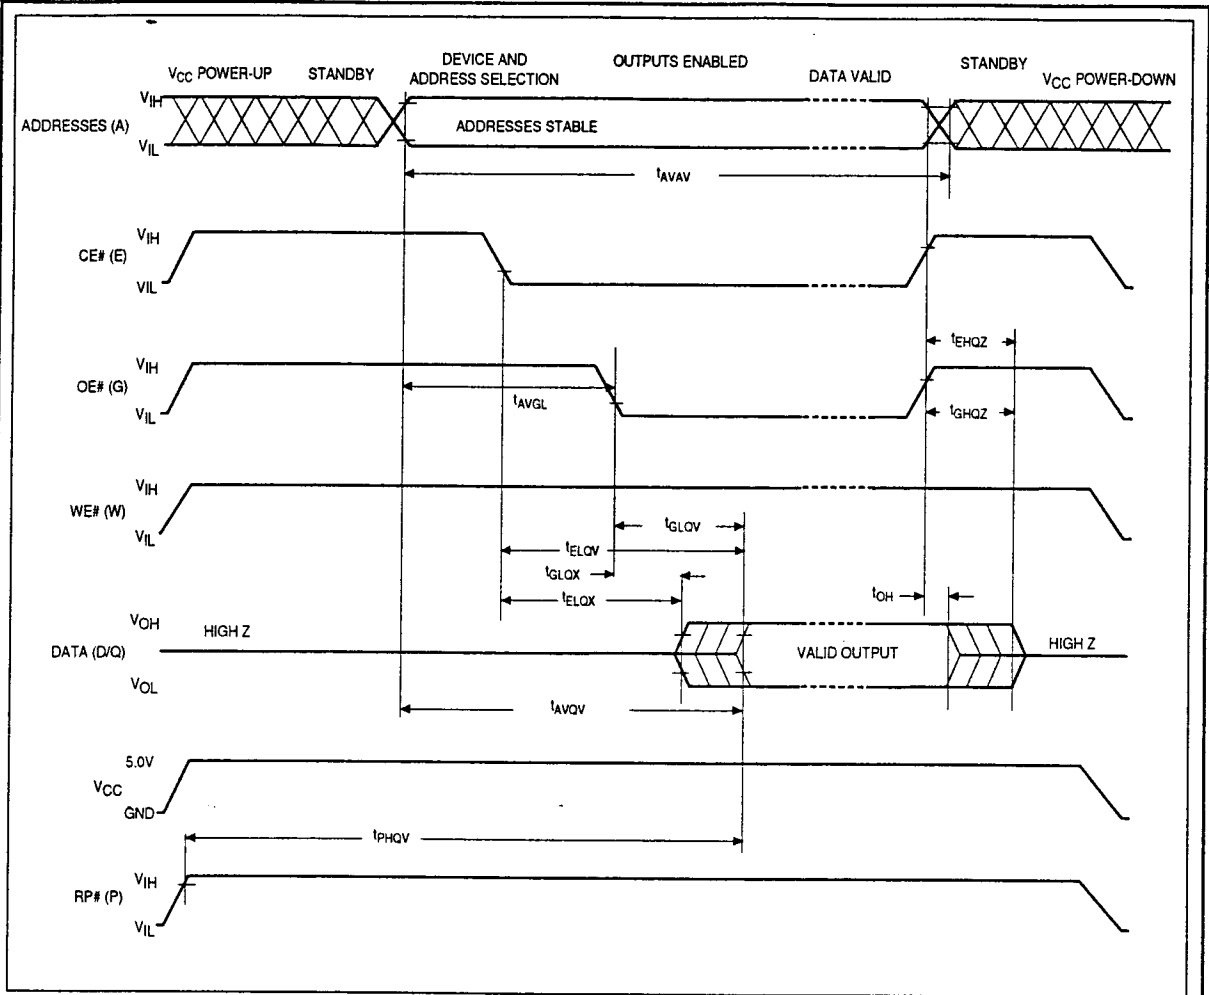 VCC POWER-UP STANDBY DEVICE AND ADDRESS SELECTION OUTPUTS ENABLED DATA VALID STANDBY VCC POWER-DOWN
VIH
ADDRESSES (A) ADDRESSES STABLE
VIL
tAVAV
VIH
CE# (E)
VIL
tEHQZ
VIH
OE# (G)
tAVGL
VIL
tGHQZ
VIH
WE# (W)
tGLQV
VIL
tELQV
tGLQX
tELQX
tOH
VOH
HIGH Z
DATA (D/Q) VALID OUTPUT HIGH Z
VOL
tAVQV
5.0V
VCC
GND
tPHQV
VIH
RP# (P)
VIL